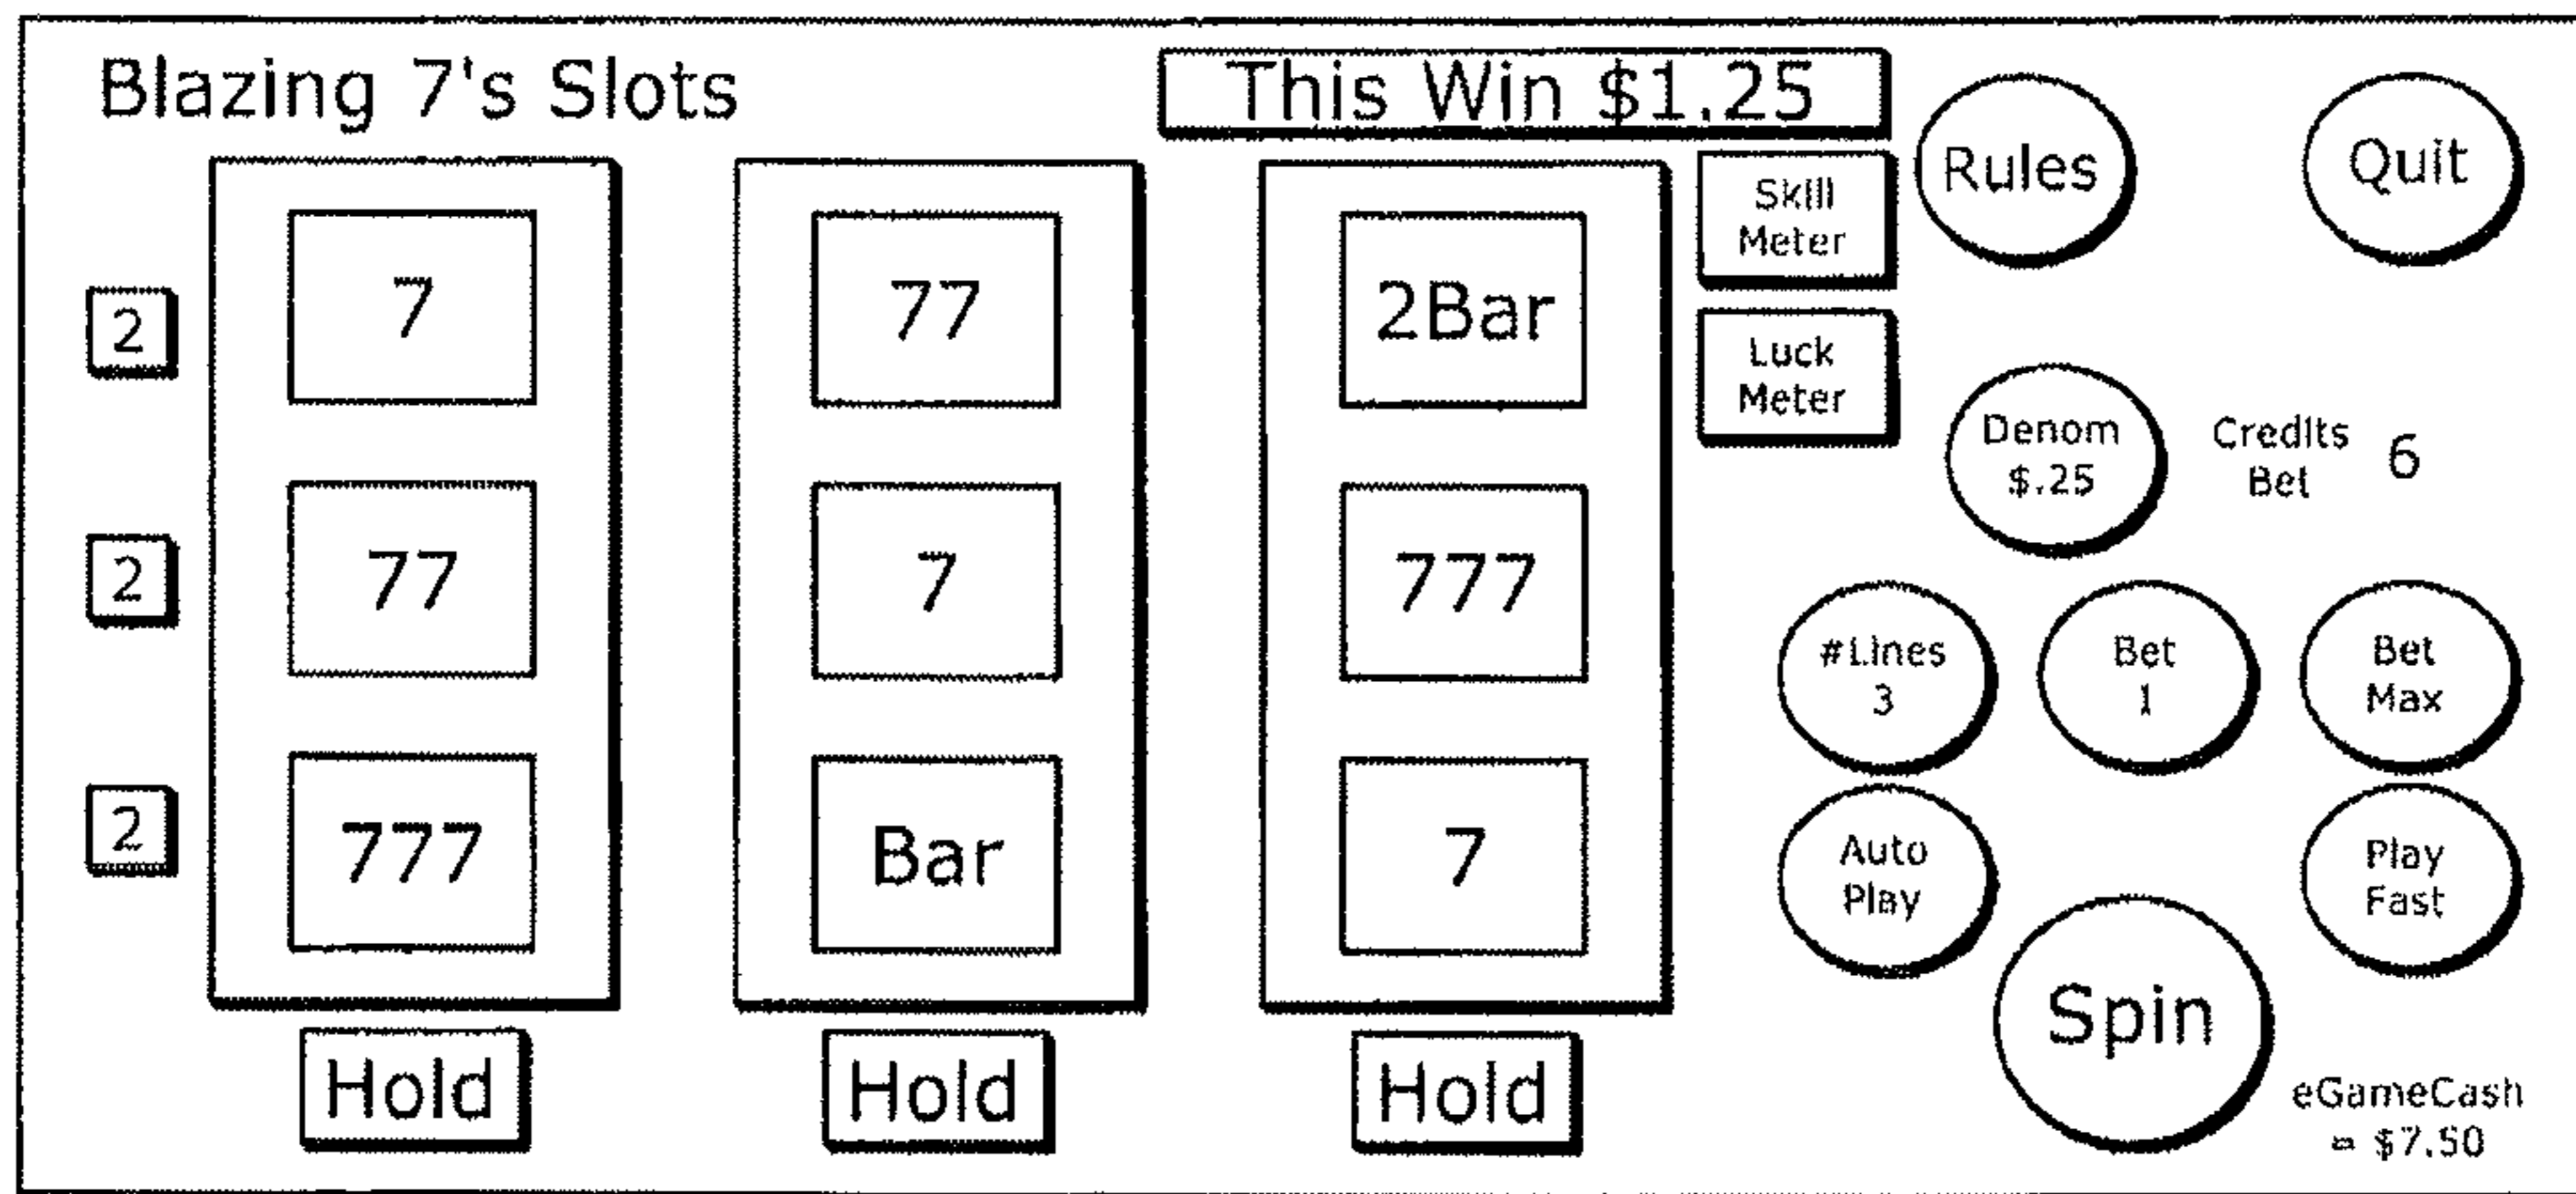 Blazing 7's Slots
This Win $1.25
Rules
Quit
Skill
Meter
Luck
Meter
2
7
77
2Bar
Denom
$.25
Credits
Bet
6
2
77
7
777
#Lines
3
Bet
1
Bet
Max
2
777
Bar
7
Auto
Play
Play
Fast
Spin
Hold
Hold
Hold
eGameCash
= $7.50